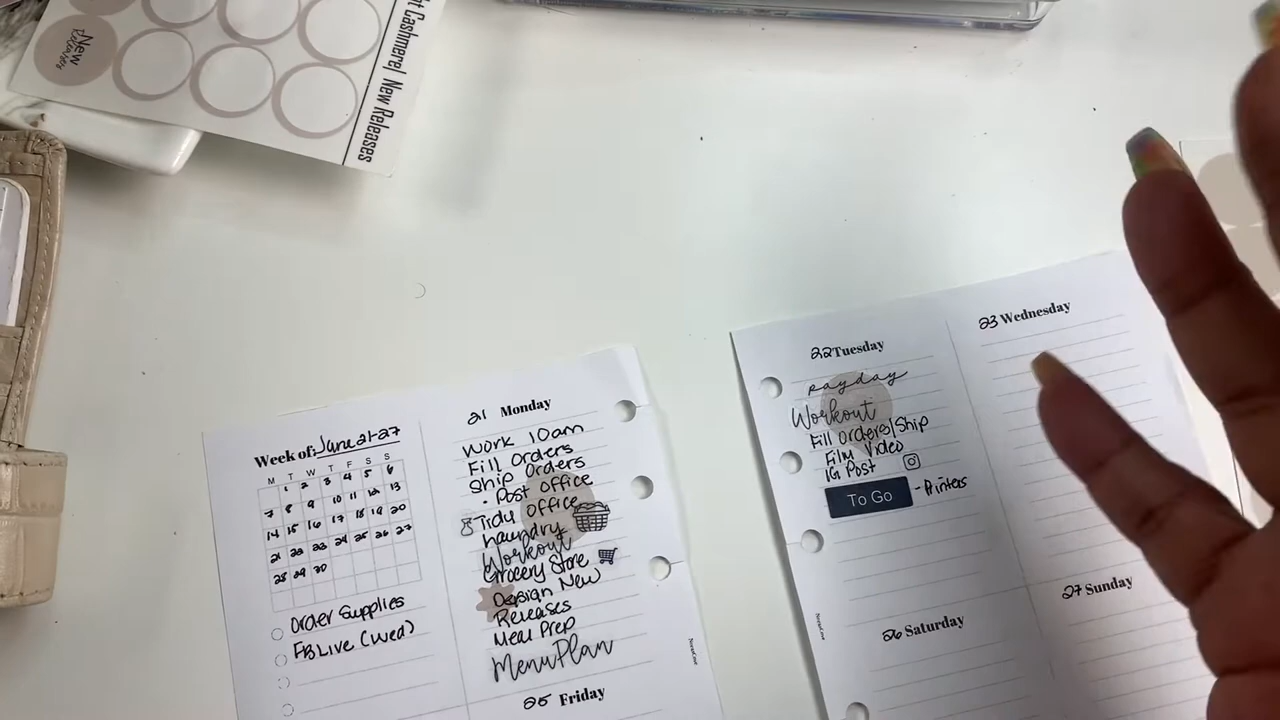 New
Releases
t Cashmere| New Releases
Week of: June 21-27
M T W T F S S
1 2 3 4 5 6
7 8 9 10 11 12 13
14 15 16 17 18 19 20
21 22 23 24 25 26 27
28 29 30
Order Supplies
FB Live (Wed)
21 Monday
Work 10am
Fill Orders
Ship Orders
• Post Office
Tidy Office
Laundry
Workout
Grocery Store
Design New
Releases
Meal Prep
Menu Plan
25 Friday
22 Tuesday
payday
Workout
Fill Orders/Ship
Film Video
IG Post
To Go - Printers
26 Saturday
23 Wednesday
27 Sunday